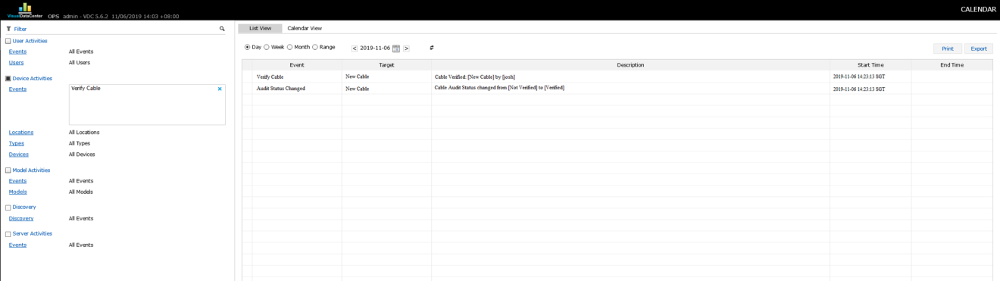 CALENDAR
VisualDataCenter OPS admin - VDC 5.6.2 11/06/2019 14:03 +08:00
Filter
User Activities
Events All Events
Users All Users
Device Activities
Events Verify Cable
Locations All Locations
Types All Types
Devices All Devices
Model Activities
Events All Events
Models All Models
Discovery
Discovery All Events
Server Activities
Events All Events
List View Calendar View
Day Week Month Range < 2019-11-06 >
Print Export
Event Target Description Start Time End Time
Verify Cable New Cable Cable Verified: [New Cable] by [josh] 2019-11-06 14:23:13 SGT
Audit Status Changed New Cable Cable Audit Status changed from [Not Verified] to [Verified] 2019-11-06 14:23:13 SGT